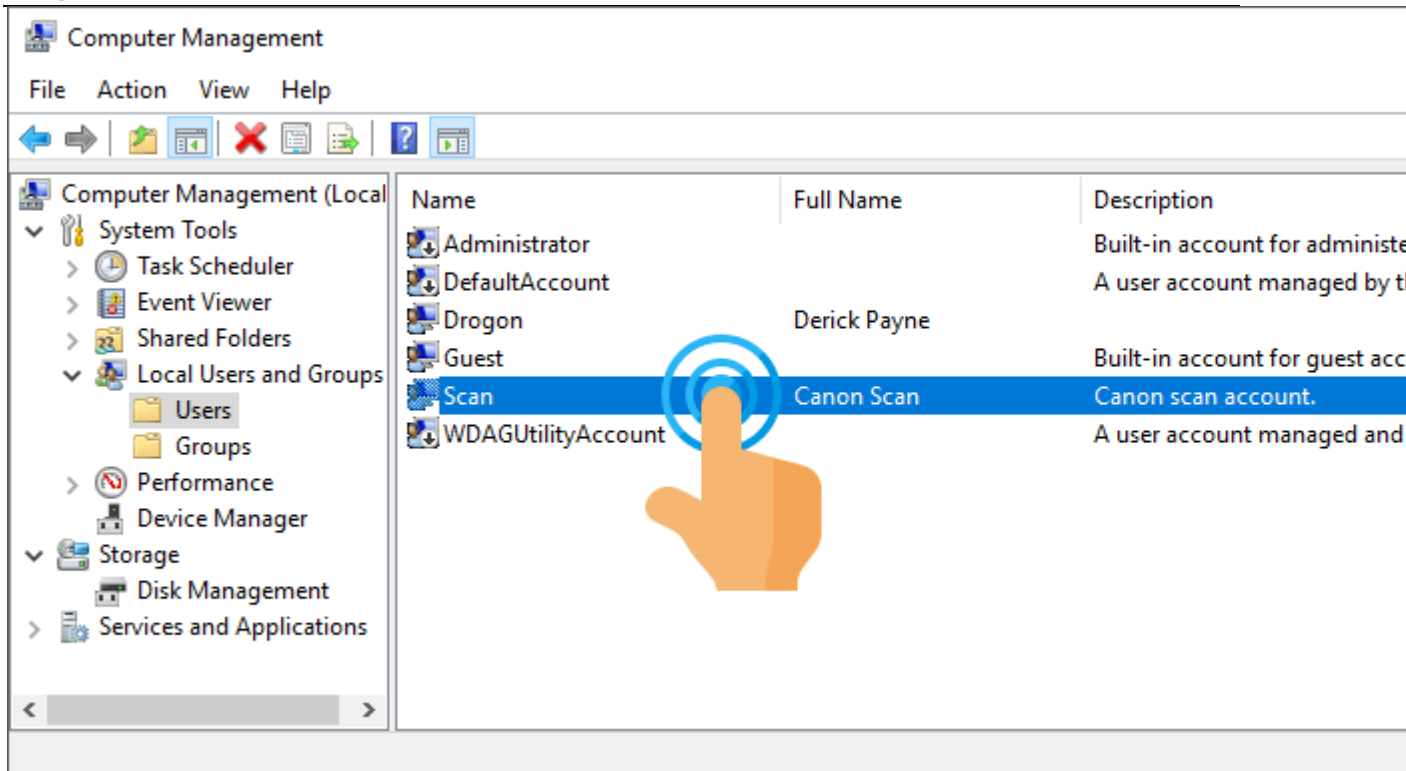 Computer Management
File Action View Help
Computer Management (Local
System Tools
Task Scheduler
Event Viewer
Shared Folders
Local Users and Groups
Users
Groups
Performance
Device Manager
Storage
Disk Management
Services and Applications
Name Full Name Description
Administrator Built-in account for administe
DefaultAccount A user account managed by t
Drogon Derick Payne
Guest Built-in account for guest acc
Scan Canon Scan Canon scan account.
WDAGUtilityAccount A user account managed and